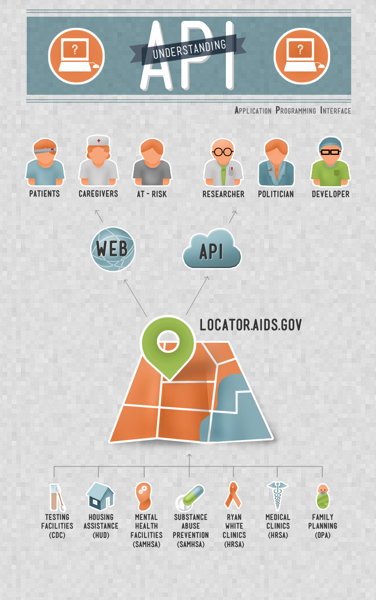 ?
API
UNDERSTANDING
?
APPLICATION PROGRAMMING INTERFACE
PATIENTS
CAREGIVERS
AT - RISK
RESEARCHER
POLITICIAN
DEVELOPER
WEB
API
LOCATOR.AIDS.GOV
TESTING
FACILITIES
(CDC)
HOUSING
ASSISTANCE
(HUD)
MENTAL
HEALTH
FACILITIES
(SAMHSA)
SUBSTANCE
ABUSE
PREVENTION
(SAMHSA)
RYAN
WHITE
CLINICS
(HRSA)
MEDICAL
CLINICS
(HRSA)
FAMILY
PLANNING
(OPA)